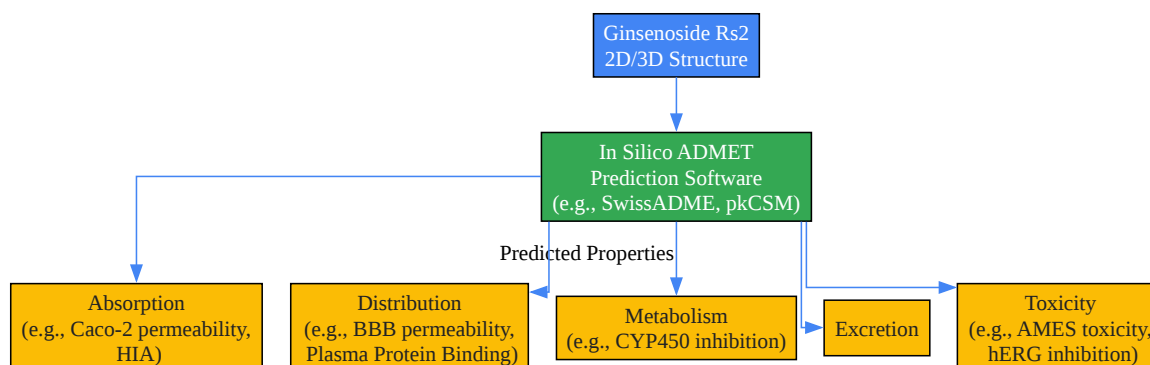 Ginsenoside Rs2
2D/3D Structure
In Silico ADMET
Prediction Software
(e.g., SwissADME, pkCSM)
Predicted Properties
Absorption
(e.g., Caco-2 permeability,
HIA)
Distribution
(e.g., BBB permeability,
Plasma Protein Binding)
Metabolism
(e.g., CYP450 inhibition)
Excretion
Toxicity
(e.g., AMES toxicity,
hERG inhibition)